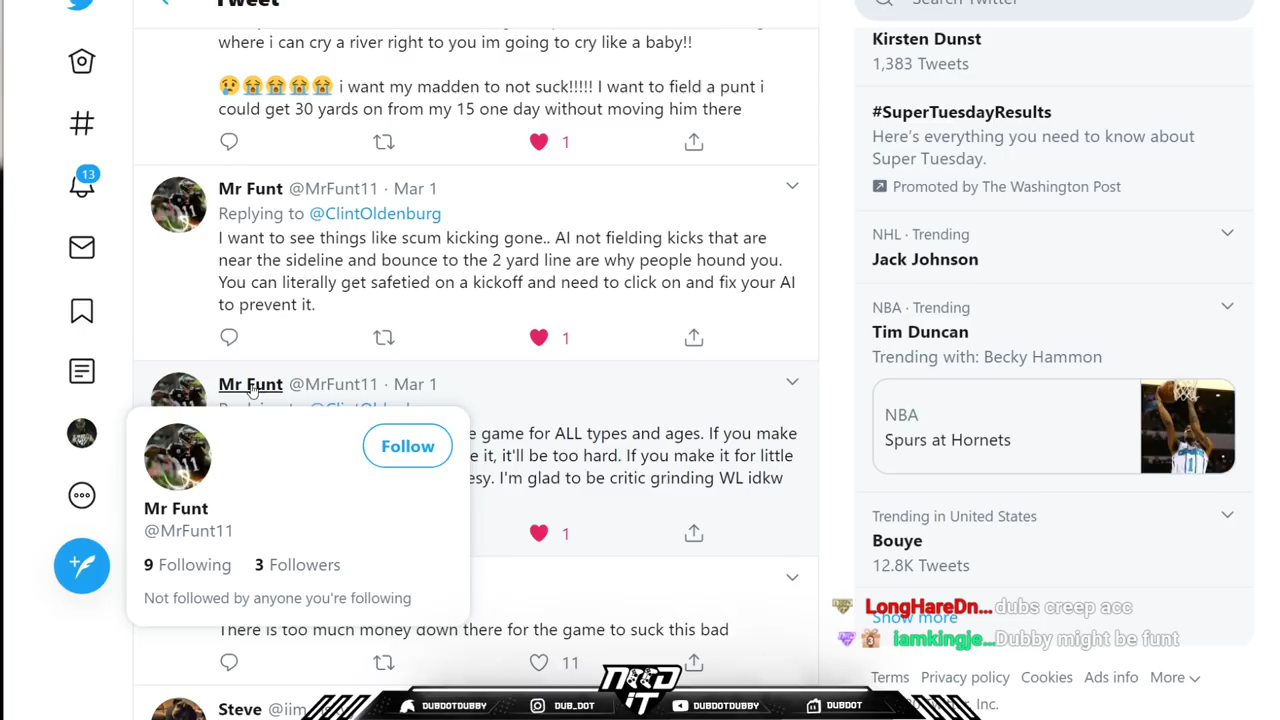 Tweet
where i can cry a river right to you im going to cry like a baby!!
😢😭😭😭😭 i want my madden to not suck!!!!! I want to field a punt i
could get 30 yards on from my 15 one day without moving him there
1
Mr Funt @MrFunt11 · Mar 1
Replying to @ClintOldenburg
I want to see things like scum kicking gone.. AI not fielding kicks that are
near the sideline and bounce to the 2 yard line are why people hound you.
You can literally get safetied on a kickoff and need to click on and fix your AI
to prevent it.
1
Mr Funt @MrFunt11 · Mar 1
game for ALL types and ages. If you make
it, it'll be too hard. If you make it for little
I'm glad to be critic grinding WL idkw
1
Follow
Mr Funt
@MrFunt11
9 Following 3 Followers
Not followed by anyone you're following
There is too much money down there for the game to suck this bad
11
Steve
13
Search Twitter
Kirsten Dunst
1,383 Tweets
#SuperTuesdayResults
Here's everything you need to know about
Super Tuesday.
Promoted by The Washington Post
NHL · Trending
Jack Johnson
NBA · Trending
Tim Duncan
Trending with: Becky Hammon
NBA
Spurs at Hornets
Trending in United States
Bouye
12.8K Tweets
Show more
LongHareDn... dubs creep acc
iamkingje... Dubby might be funt
Terms Privacy policy Cookies Ads info More
Inc.
NEED
IT
DUBDOTDUBBY DUB_DOT DUBDOTDUBBY DUBDOT